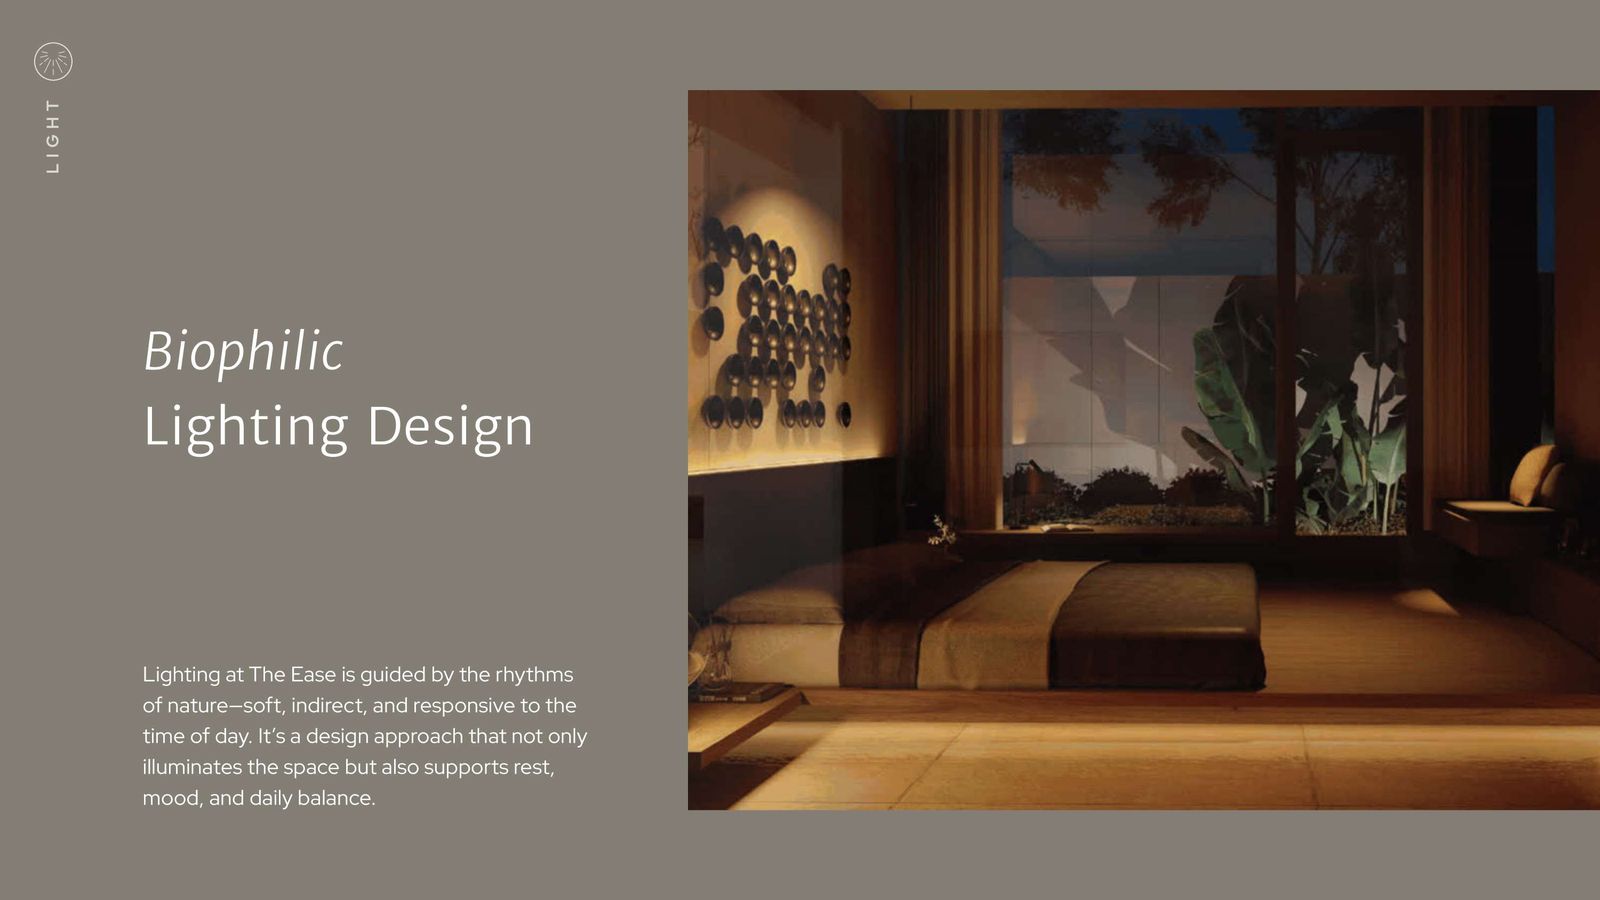 LIGHT
Biophilic
Lighting Design
Lighting at The Ease is guided by the rhythms
of nature—soft, indirect, and responsive to the
time of day. It’s a design approach that not only
illuminates the space but also supports rest,
mood, and daily balance.